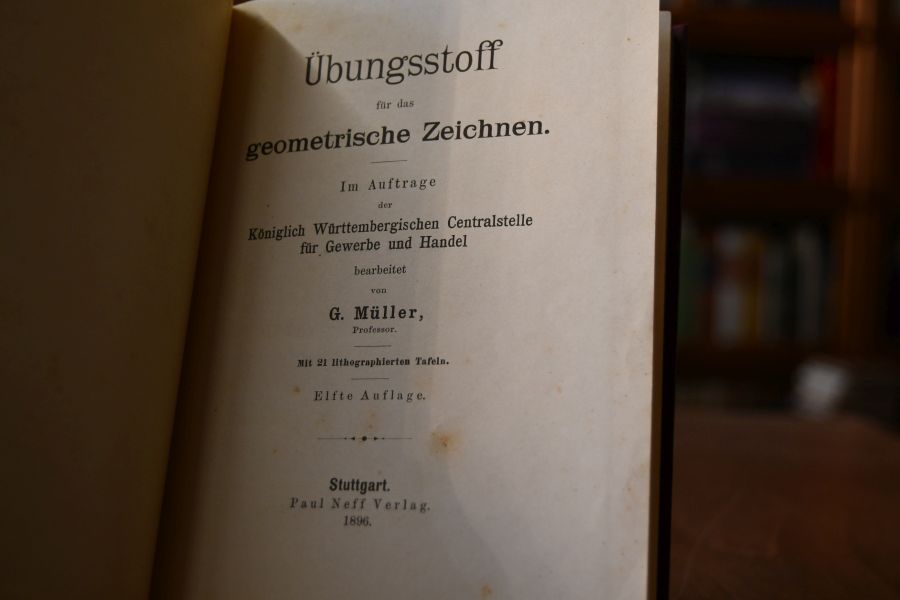 Übungsstoff
für das
geometrische Zeichnen.
Im Auftrage
der
Königlich Württembergischen Centralstelle
für Gewerbe und Handel
bearbeitet
von
G. Müller,
Professor.
Mit 21 lithographierten Tafeln.
Elfte Auflage.
Stuttgart.
Paul Neff Verlag.
1896.